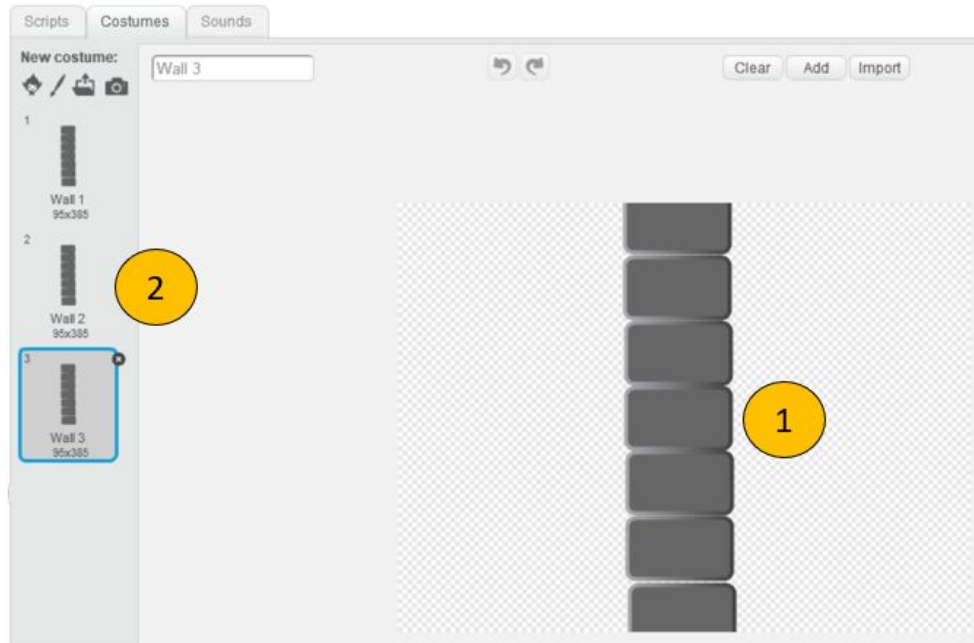 Scripts Costumes Sounds
New costume:
Wall 3
Clear Add Import
1
Wall 1
95x385
2
Wall 2
95x385
2
3
Wall 3
95x385
1